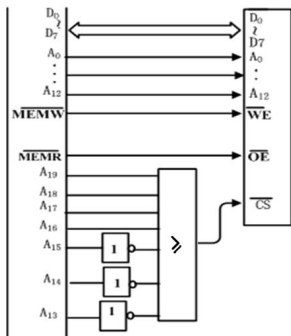 D0 D0
~ ~
D7 D7
A0 A0
⋮ ⋮
A12 A12
MEMW WE
MEMR OE
A19
A18
A17
A16
≥
CS
A15 1
A14 1
A13 1